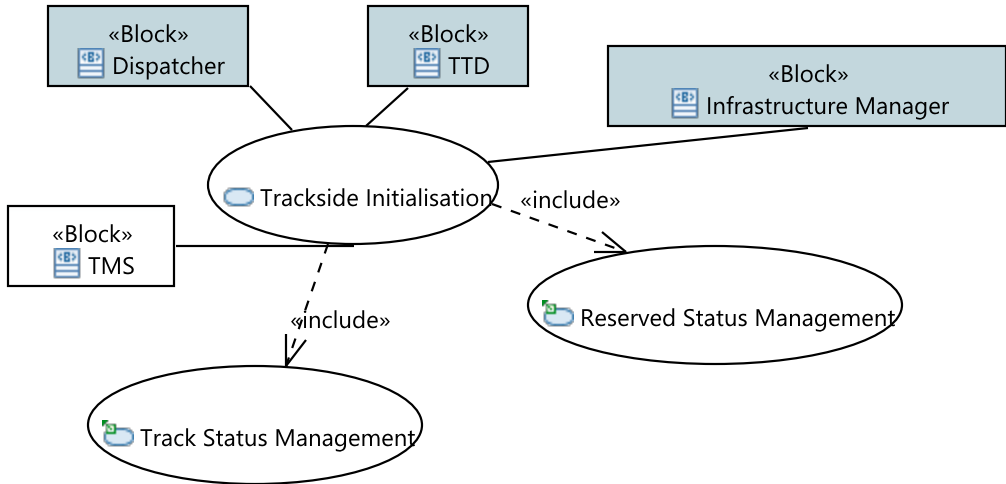 «Block»
Dispatcher
«Block»
TTD
«Block»
Infrastructure Manager
Trackside Initialisation
«include»
«Block»
TMS
Reserved Status Management
«include»
Track Status Management